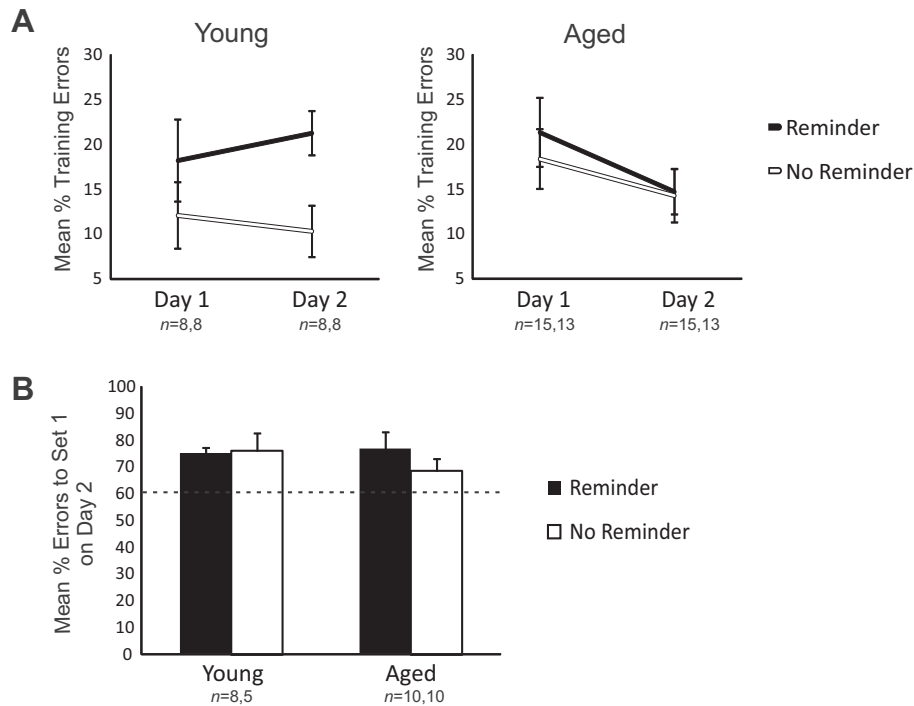 A
Young
Aged
Mean % Training Errors
30
25
20
15
10
5
Day 1
Day 2
n=8,8
n=8,8
Mean % Training Errors
30
25
20
15
10
5
Day 1
Day 2
n=15,13
n=15,13
Reminder
No Reminder
B
Mean % Errors to Set 1
on Day 2
100
90
80
70
60
50
40
30
20
10
0
Young
Aged
n=8,5
n=10,10
Reminder
No Reminder